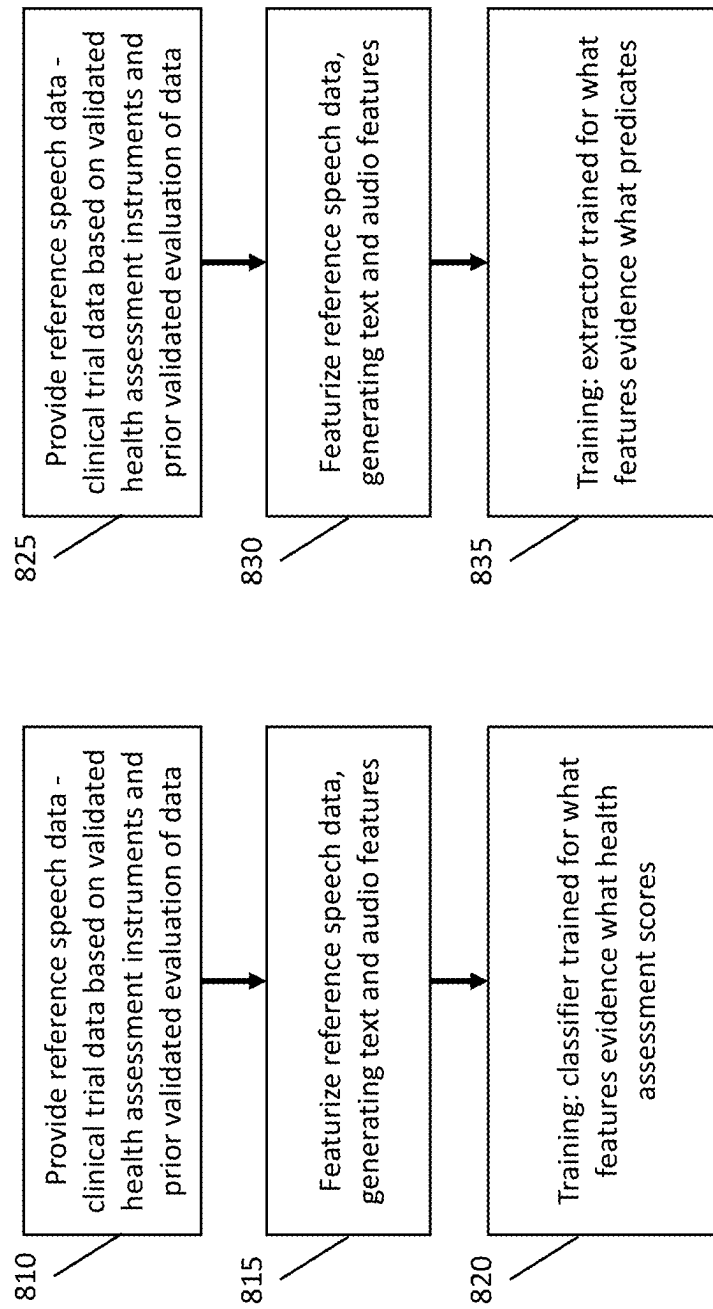 810
Provide reference speech data -
clinical trial data based on validated
health assessment instruments and
prior validated evaluation of data
815
Featurize reference speech data,
generating text and audio features
820
Training: classifier trained for what
features evidence what health
assessment scores
825
Provide reference speech data -
clinical trial data based on validated
health assessment instruments and
prior validated evaluation of data
830
Featurize reference speech data,
generating text and audio features
835
Training: extractor trained for what
features evidence what predicates